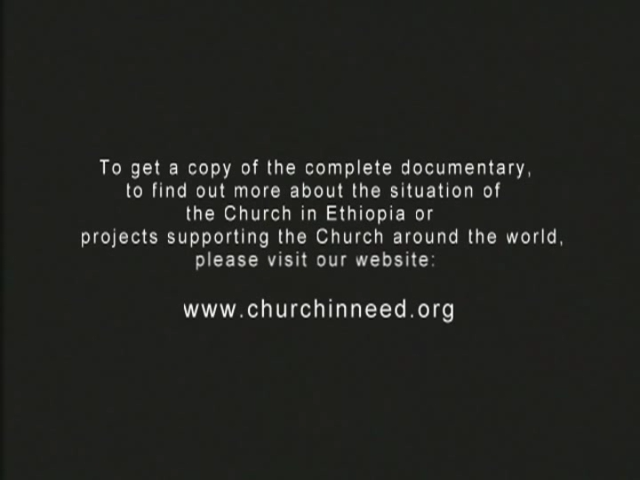 To get a copy of the complete documentary,
to find out more about the situation of
the Church in Ethiopia or
projects supporting the Church around the world,
please visit our website:
www.churchinneed.org